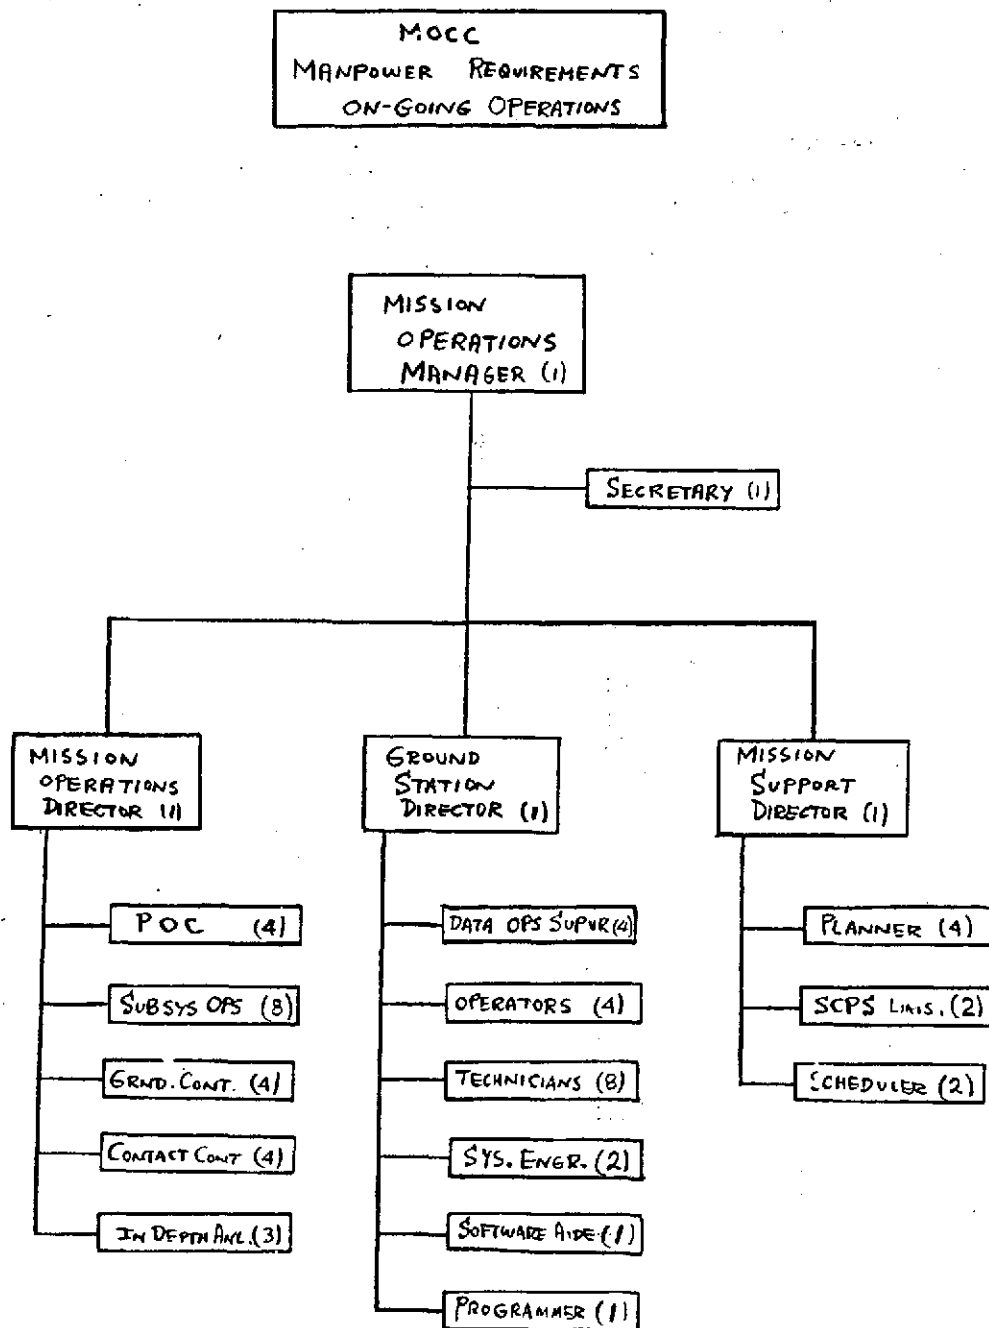 MOCC
MANPOWER REQUIREMENTS
ON-GOING OPERATIONS
MISSION
OPERATIONS
MANAGER (1)
SECRETARY (1)
MISSION
OPERATIONS
DIRECTOR (1)
POC (4)
SUBSYS OPS (8)
GRND. CONT. (4)
CONTACT CONT (4)
IN DEPTH ANL. (3)
GROUND
STATION
DIRECTOR (1)
DATA OPS SUPVR (4)
OPERATORS (4)
TECHNICIANS (8)
SYS. ENGR. (2)
SOFTWARE AIDE (1)
PROGRAMMER (1)
MISSION
SUPPORT
DIRECTOR (1)
PLANNER (4)
SCPS LIAS. (2)
SCHEDULER (2)